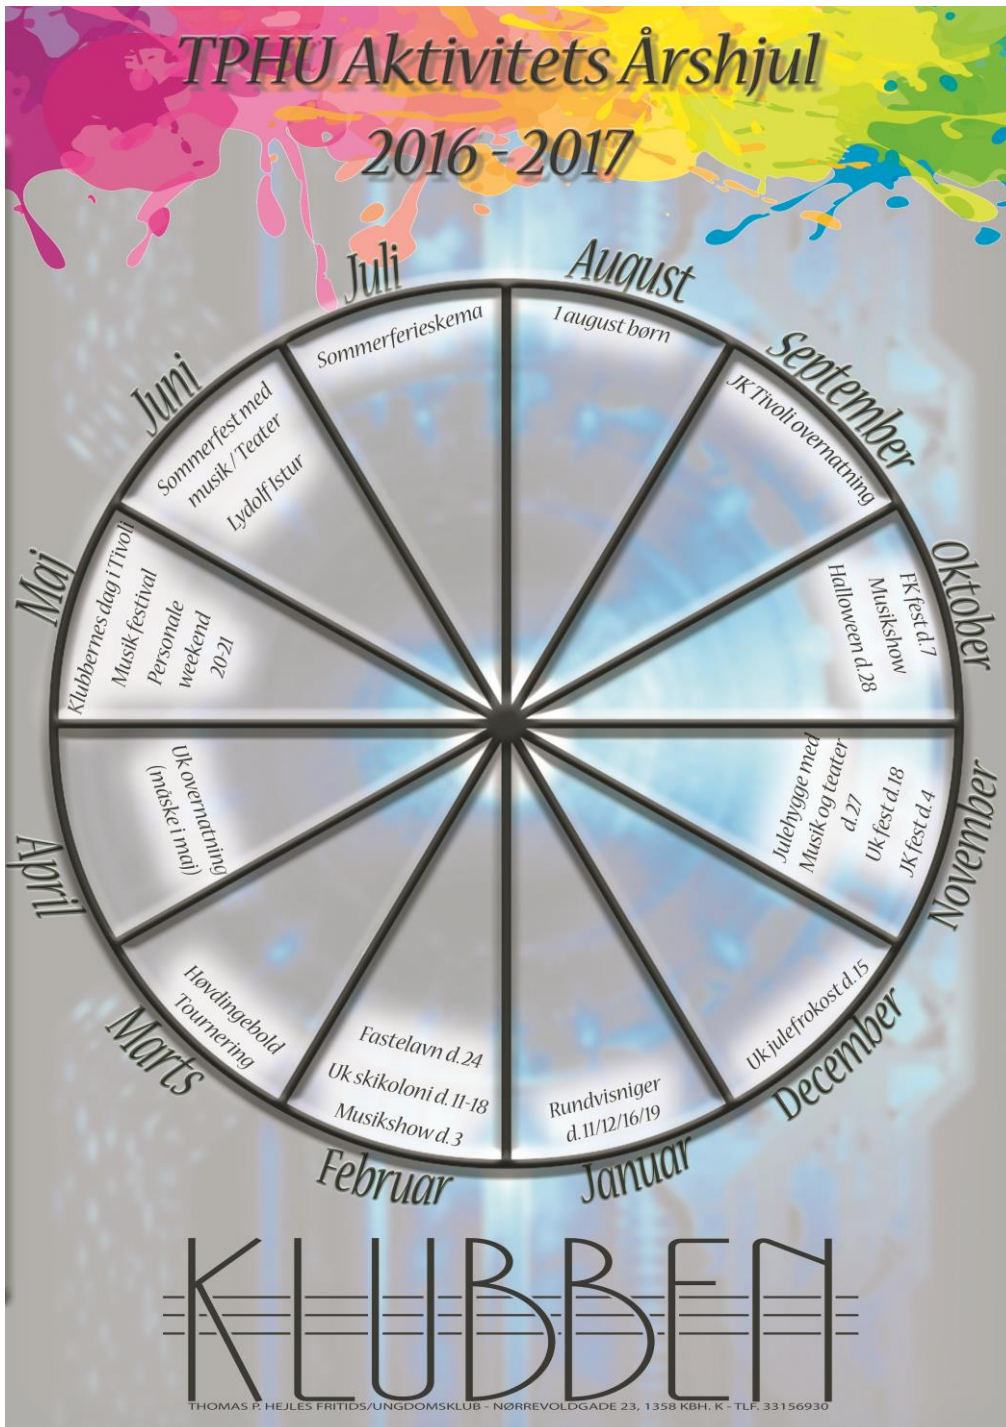 TPHU Aktivitets Årshjul
2016 - 2017
August
1 august børn
September
JK Tivoli overnatning
Oktober
FK fest d.7
Musikshow
Halloween d.28
November
Julehygge med
Musik og teater
d.27
Uk fest d.18
JK fest d. 4
December
Uk julefrokost d.15
Januar
Rundvisniger
d.11/12/16/19
Februar
Fastelavn d.24
Uk skikoloni d. 11-18
Musikshow d. 3
Marts
Høvdingebold
Tournering
April
Uk overnatning
(måske i maj)
Maj
Klubbernes dag i Tivoli
Musik festival
Personale
weekend
20-21
Juni
Sommerfest med
musik / Teater
Lydolf Istur
Juli
Sommerferieskema
KLUBBEN
THOMAS P. HEJLES FRITIDS/UNGDOMSKLUB - NØRREVOLDGADE 23, 1358 KBH. K - TLF. 33156930